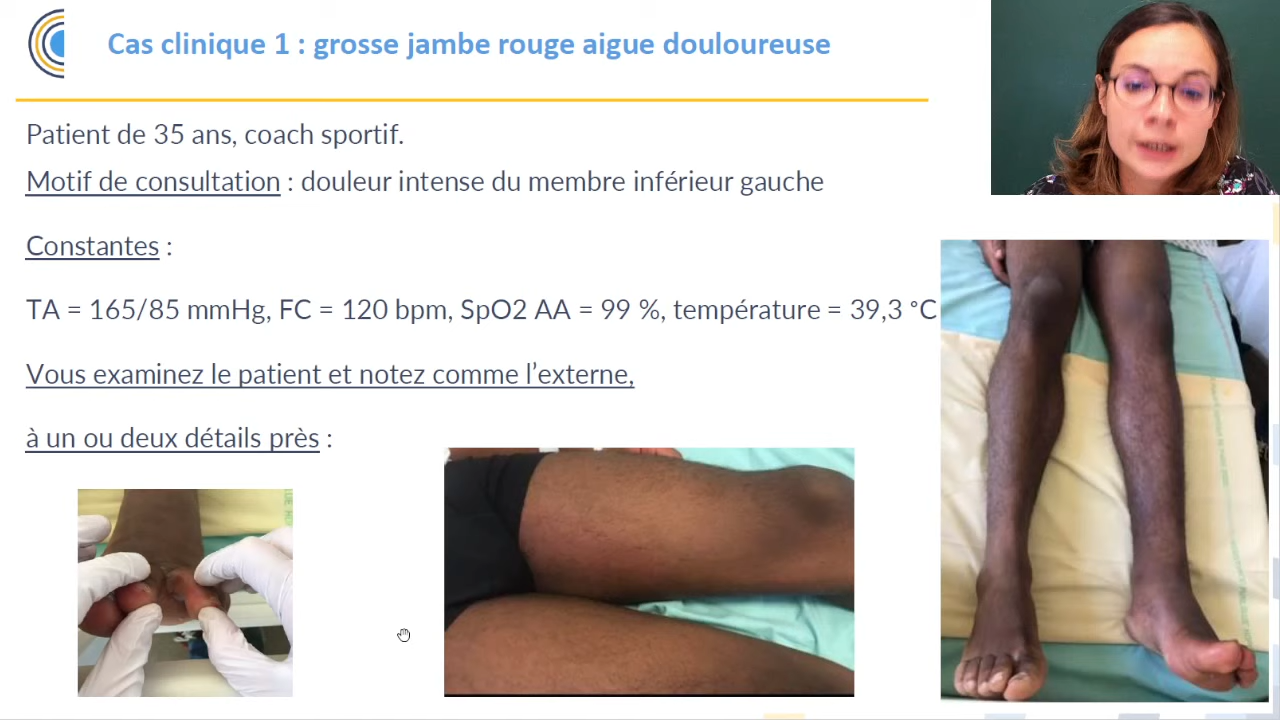 Cas clinique 1 : grosse jambe rouge aigue douloureuse
Patient de 35 ans, coach sportif.
Motif de consultation : douleur intense du membre inférieur gauche
Constantes :
TA = 165/85 mmHg, FC = 120 bpm, SpO2 AA = 99 %, température = 39,3 °C
Vous examinez le patient et notez comme l’externe,
à un ou deux détails près :